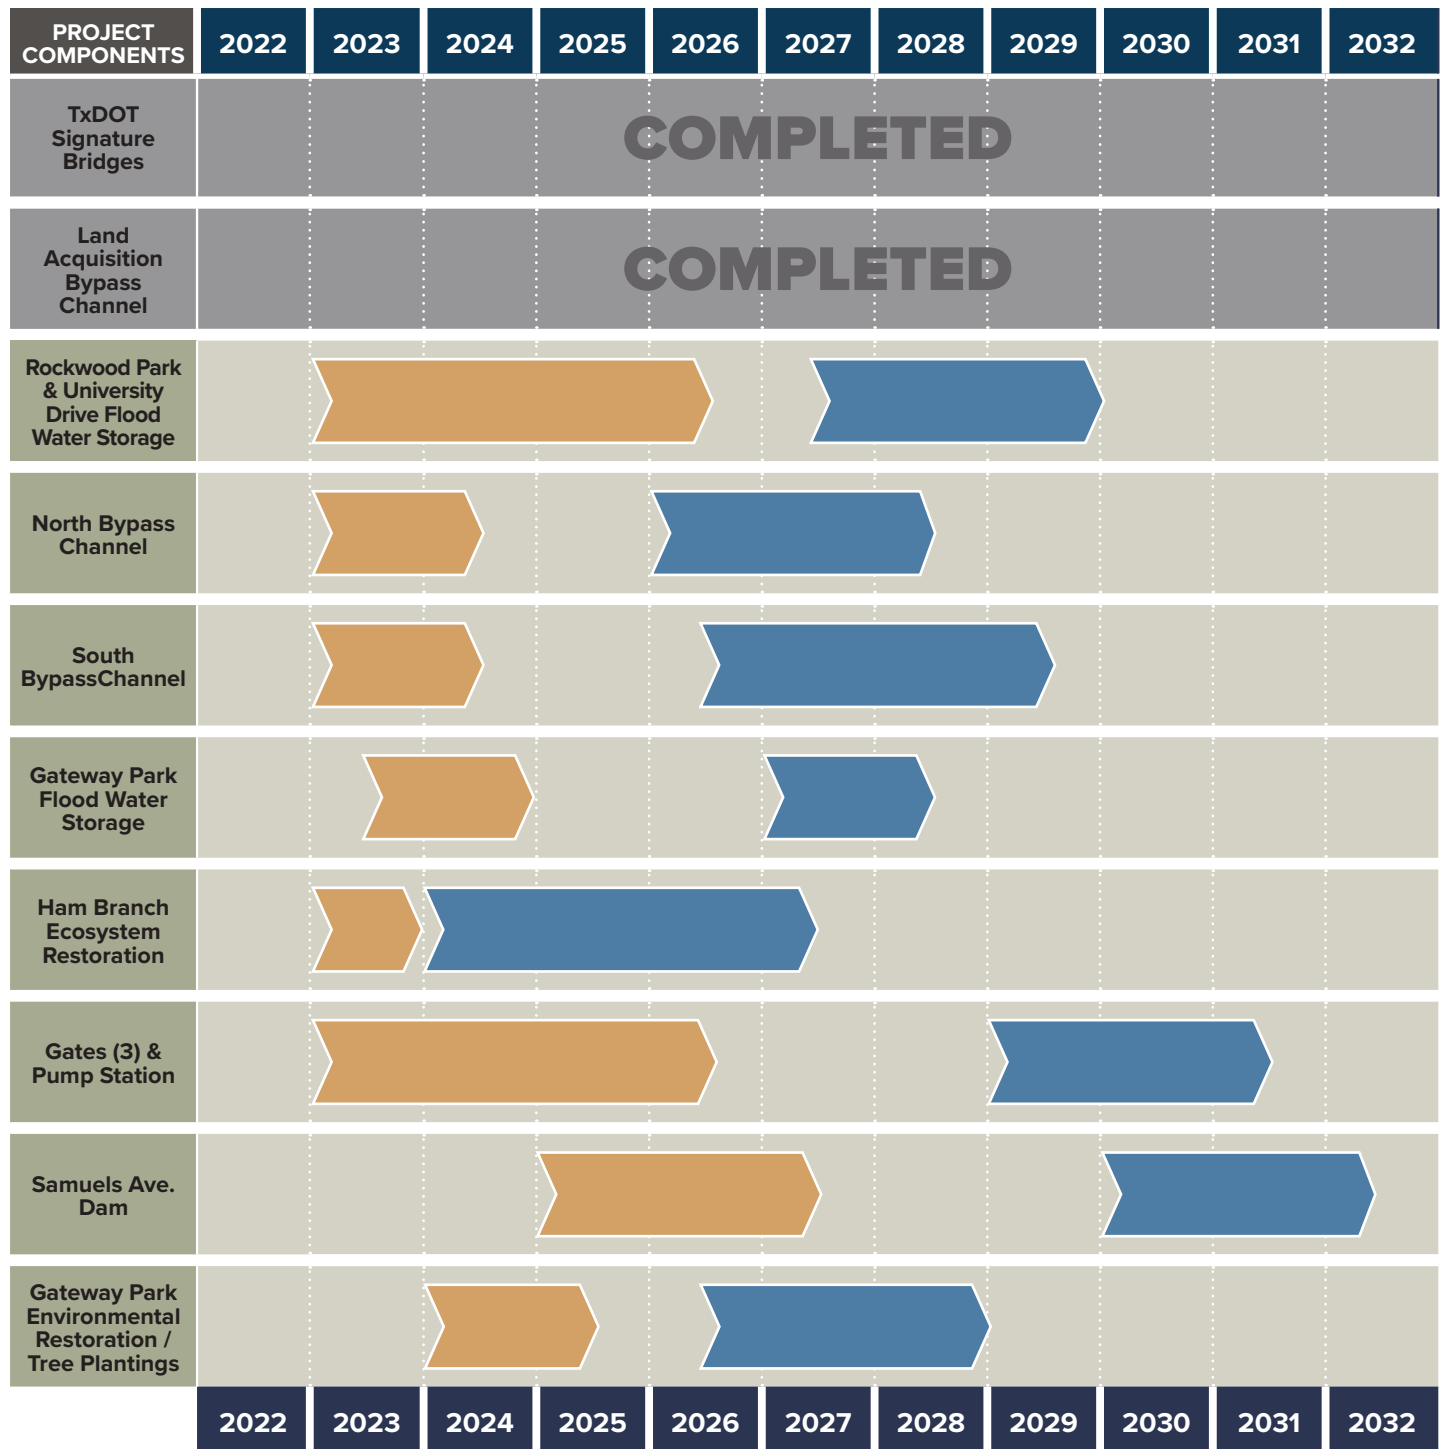 PROJECT
COMPONENTS
2022 2023 2024 2025 2026 2027 2028 2029 2030 2031 2032
TxDOT
Signature
Bridges
COMPLETED
Land
Acquisition
Bypass
Channel
COMPLETED
Rockwood Park
& University
Drive Flood
Water Storage
North Bypass
Channel
South
BypassChannel
Gateway Park
Flood Water
Storage
Ham Branch
Ecosystem
Restoration
Gates (3) &
Pump Station
Samuels Ave.
Dam
Gateway Park
Environmental
Restoration /
Tree Plantings
2022 2023 2024 2025 2026 2027 2028 2029 2030 2031 2032